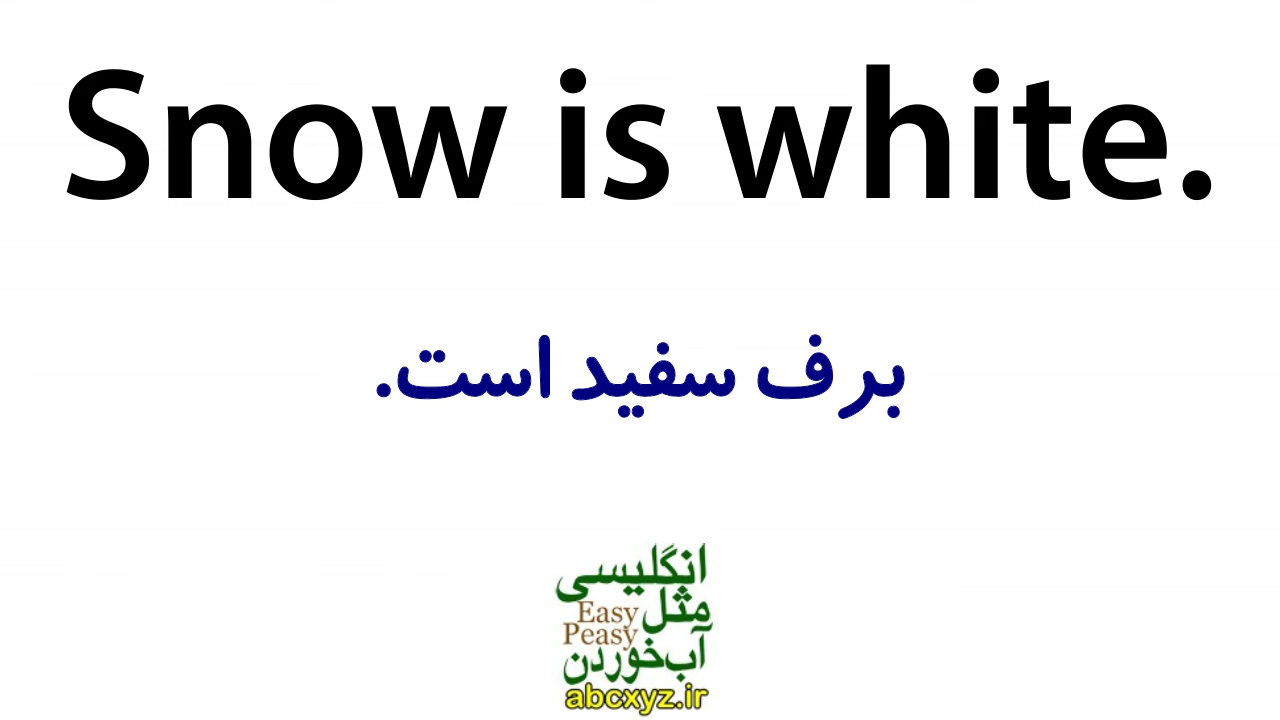 Snow is white.
برف سفید است.
انگلیسی
مثل Easy
Peasy
آب خوردن
abcxyz.ir